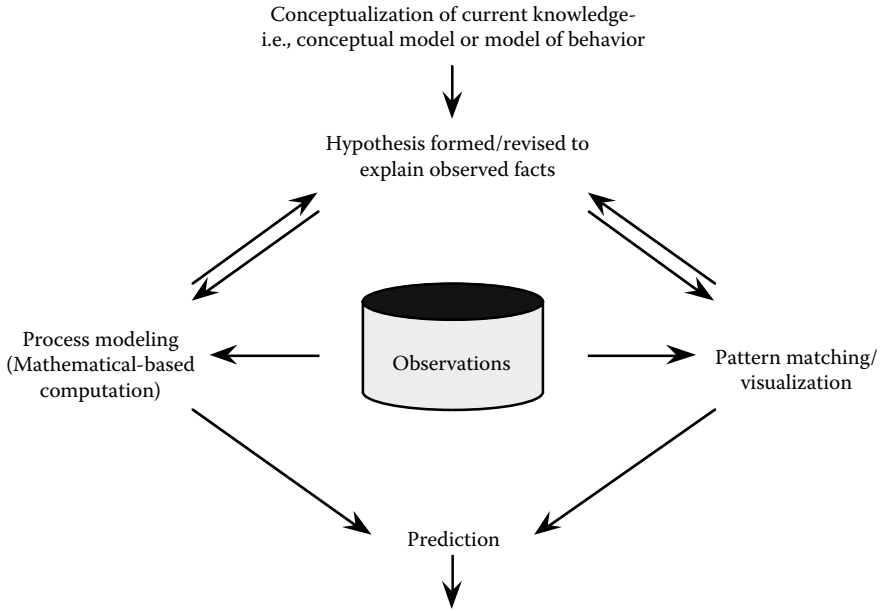 Conceptualization of current knowledge-
i.e., conceptual model or model of behavior
Hypothesis formed/revised to
explain observed facts
Process modeling
(Mathematical-based
computation)
Observations
Pattern matching/
visualization
Prediction